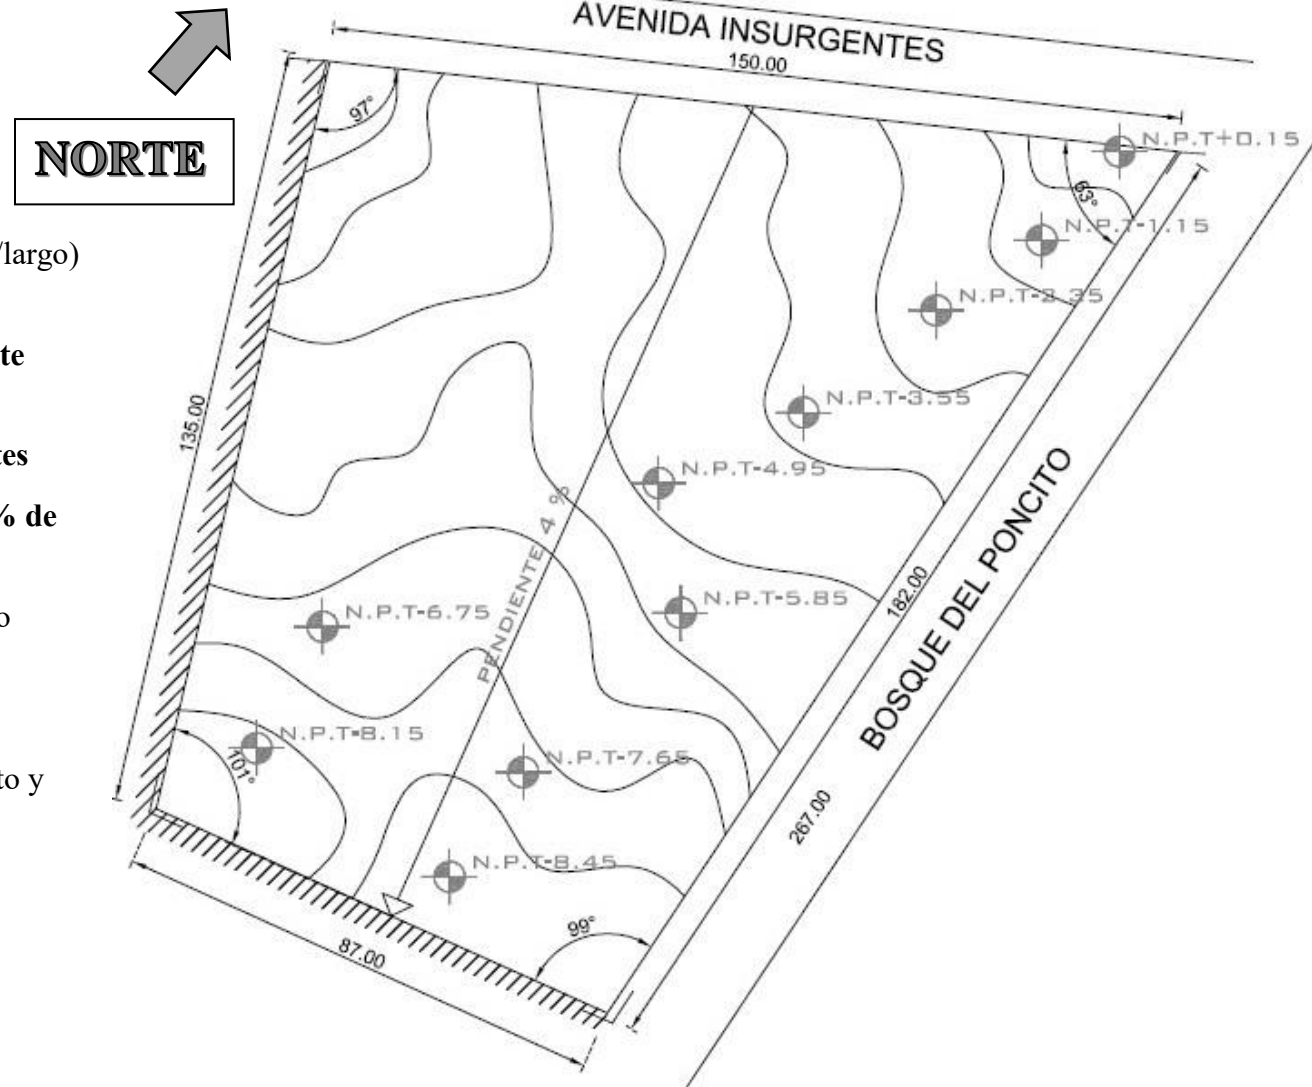 AVENIDA INSURGENTES
150.00
NORTE
97°
N.P.T+0.15
63°
N.P.T-1.15
/largo)
N.P.T-2.35
te
N.P.T-3.55
135.00
tes
N.P.T-4.95
% de
PENDIENTE 4 %
BOSQUE DEL PONCITO
182.00
N.P.T-5.85
N.P.T-6.75
o
N.P.T-8.15
101°
N.P.T-7.65
to y
267.00
N.P.T-8.45
99°
87.00